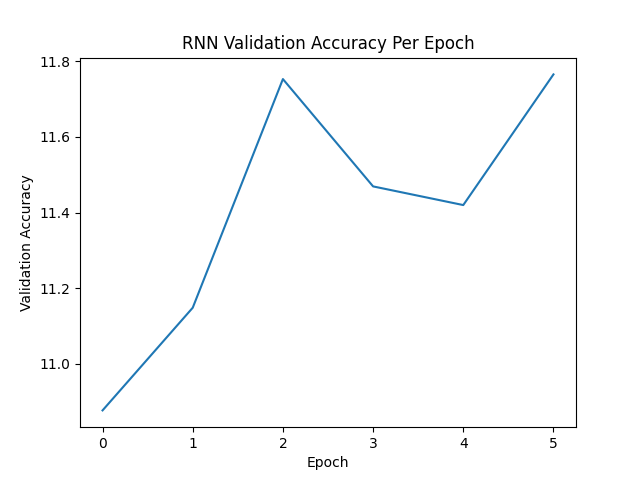 RNN Validation Accuracy Per Epoch
11.8
11.6
11.4
11.2
11.0
Validation Accuracy
0 1 2 3 4 5
Epoch